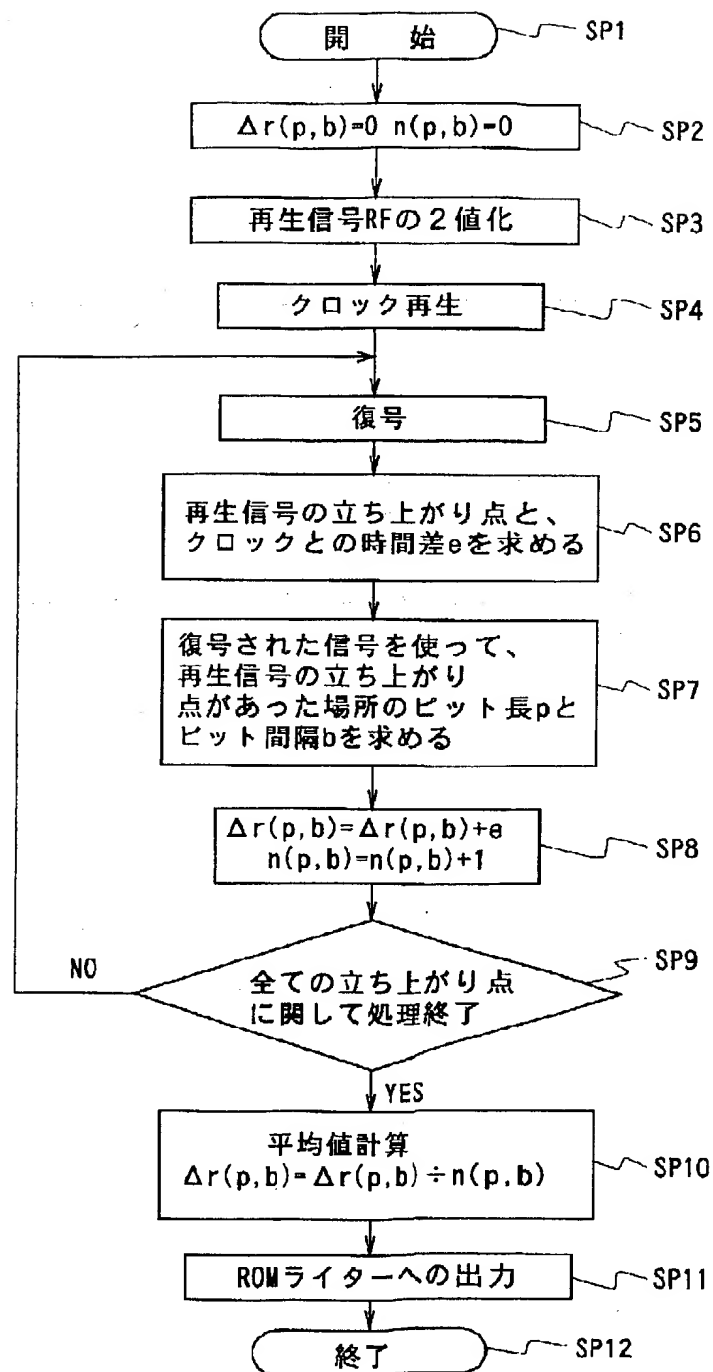 開 始
SP1
Δr(p,b)=0 n(p,b)=0
SP2
再生信号RFの２値化
SP3
クロック再生
SP4
復号
SP5
再生信号の立ち上がり点と、
クロックとの時間差eを求める
SP6
復号された信号を使って、
再生信号の立ち上がり
点があった場所のピット長pと
ピット間隔bを求める
SP7
Δr(p,b)=Δr(p,b)+e
n(p,b)=n(p,b)+1
SP8
NO
全ての立ち上がり点
に関して処理終了
SP9
YES
平均値計算
Δr(p,b)=Δr(p,b)÷n(p,b)
SP10
ROMライターへの出力
SP11
終了
SP12